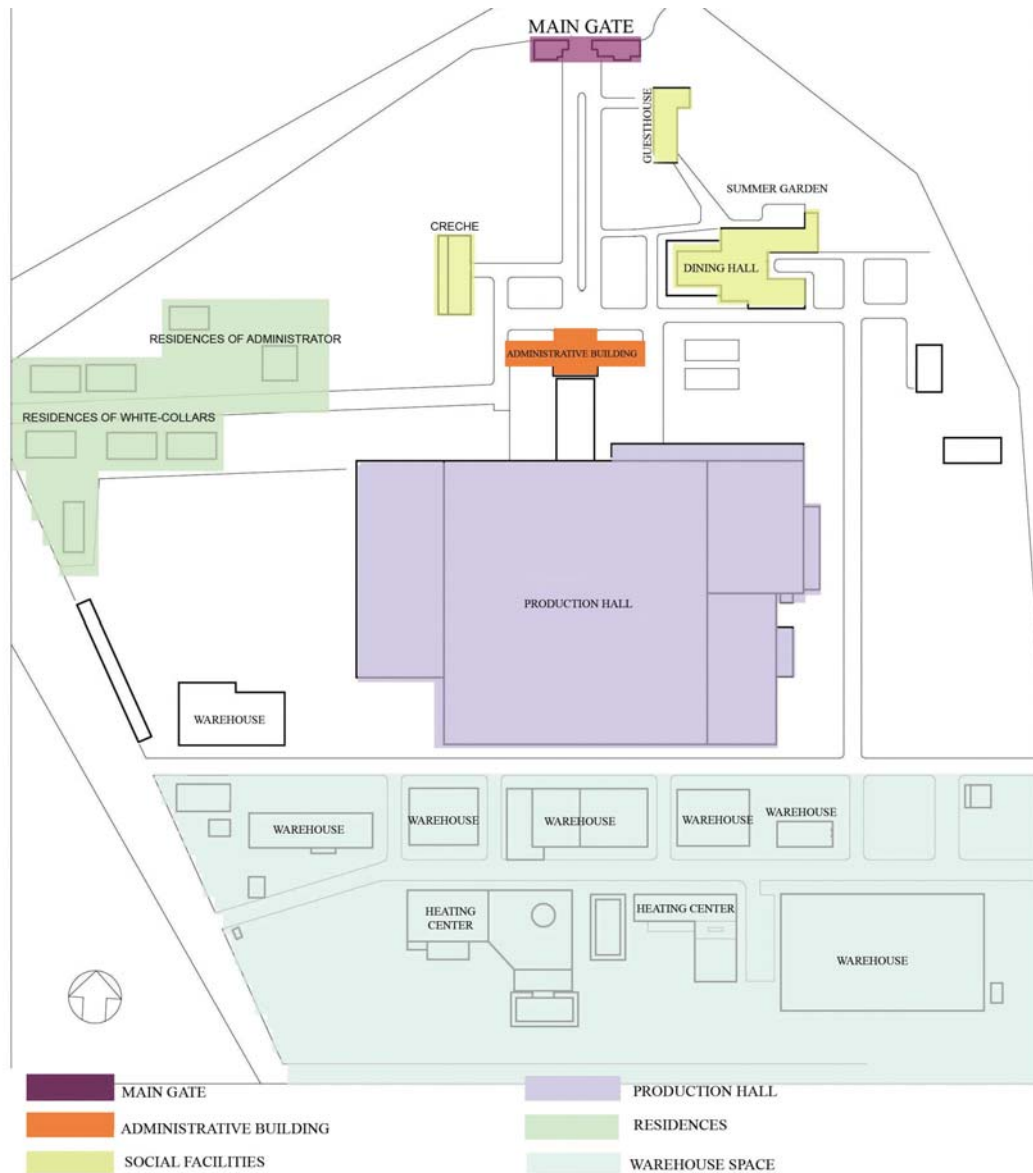 MAIN GATE
GUESTHOUSE
SUMMER GARDEN
CRECHE
DINING HALL
RESIDENCES OF ADMINISTRATOR
ADMINISTRATIVE BUILDING
RESIDENCES OF WHITE-COLLARS
PRODUCTION HALL
WAREHOUSE
WAREHOUSE
WAREHOUSE
WAREHOUSE
WAREHOUSE
WAREHOUSE
HEATING
CENTER
HEATING CENTER
WAREHOUSE
MAIN GATE
ADMINISTRATIVE BUILDING
SOCIAL FACILITIES
PRODUCTION HALL
RESIDENCES
WAREHOUSE SPACE